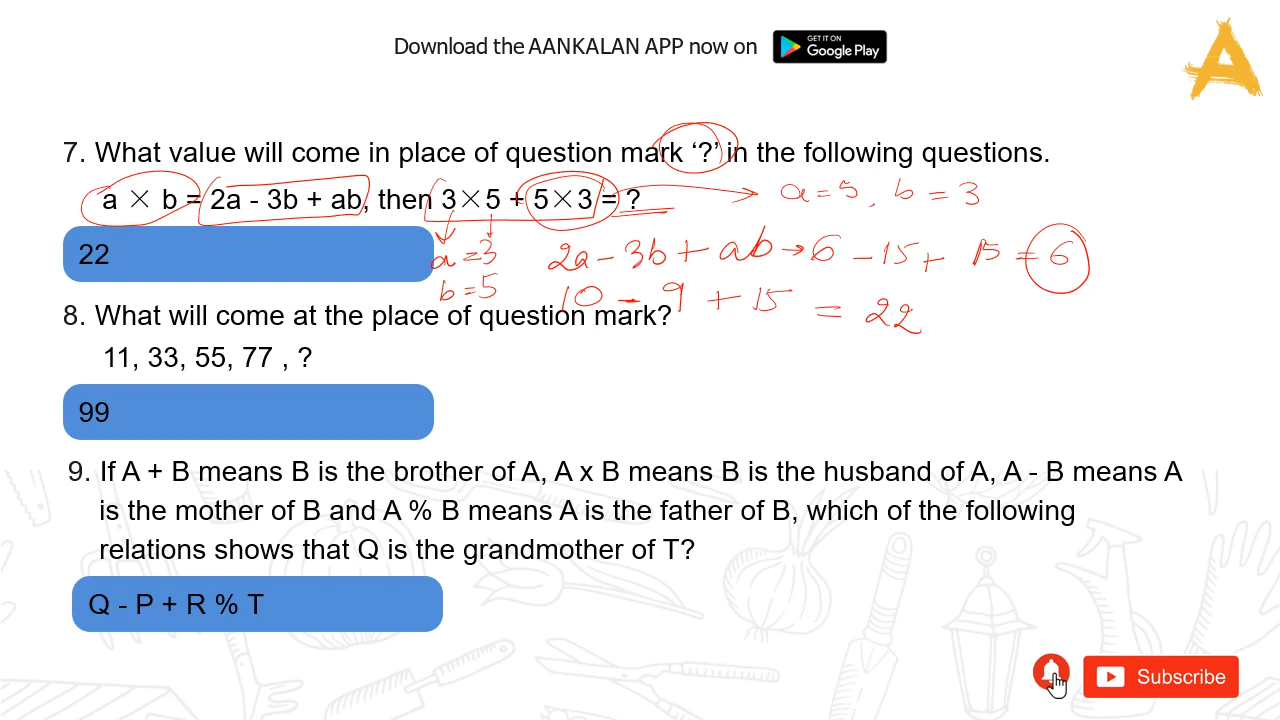 Download the AANKALAN APP now on
GET IT ON
Google Play
A
7. What value will come in place of question mark ‘?’ in the following questions.
a × b = 2a - 3b + ab, then 3×5 + 5×3 = ?
a = 5, b = 3
22
a = 3
2a - 3b + ab → 6 - 15 + 15 = 6
b = 5
10 - 9 + 15 = 22
8. What will come at the place of question mark?
11, 33, 55, 77 , ?
99
9. If A + B means B is the brother of A, A x B means B is the husband of A, A - B means A
is the mother of B and A % B means A is the father of B, which of the following
relations shows that Q is the grandmother of T?
Q - P + R % T
Subscribe